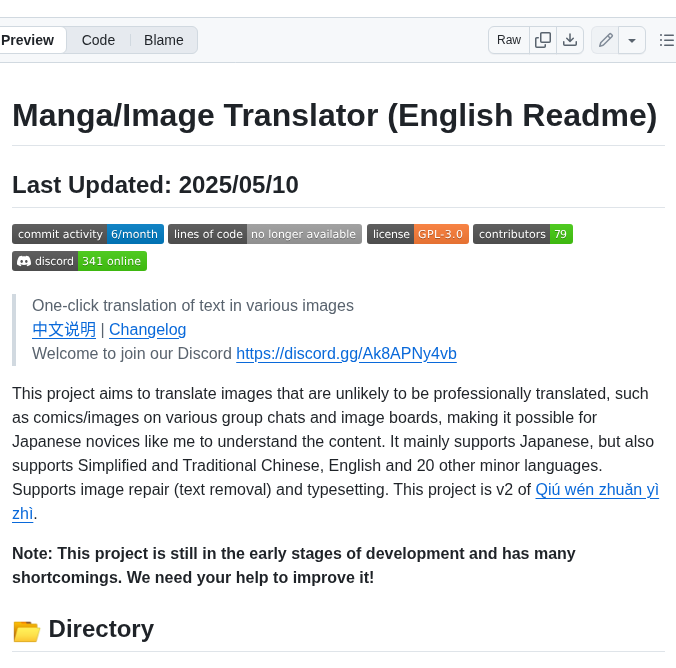 Preview Code Blame Raw
Manga/Image Translator (English Readme)
Last Updated: 2025/05/10
commit activity 6/month lines of code no longer available license GPL-3.0 contributors 79
discord 341 online
One-click translation of text in various images
中文说明 | Changelog
Welcome to join our Discord https://discord.gg/Ak8APNy4vb
This project aims to translate images that are unlikely to be professionally translated, such
as comics/images on various group chats and image boards, making it possible for
Japanese novices like me to understand the content. It mainly supports Japanese, but also
supports Simplified and Traditional Chinese, English and 20 other minor languages.
Supports image repair (text removal) and typesetting. This project is v2 of Qiú wén zhuǎn yì
zhì.
Note: This project is still in the early stages of development and has many
shortcomings. We need your help to improve it!
📂 Directory